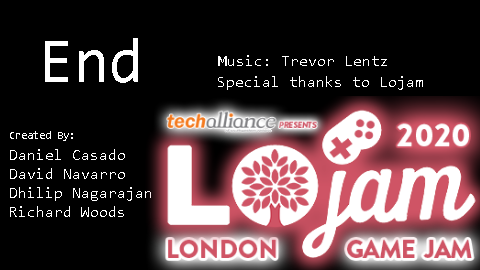 End
Music: Trevor Lentz
Special thanks to Lojam
Created By:
Daniel Casado
David Navarro
Dhilip Nagarajan
Richard Woods
techalliance PRESENTS
2020
LOjam
LONDON GAME JAM